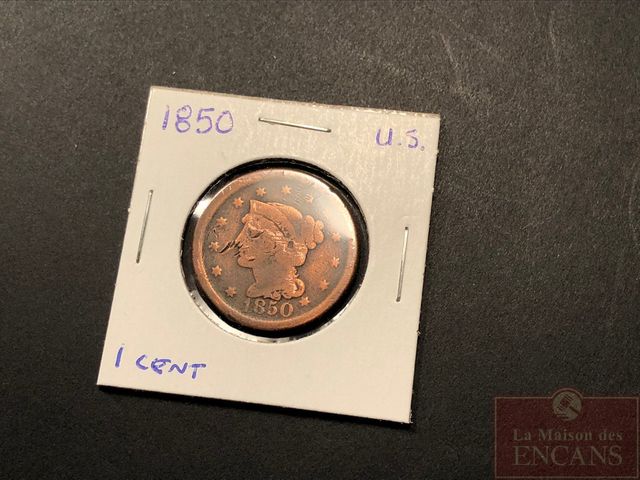 1850
U.S.
1850
1 CENT
La Maison des
ENCANS